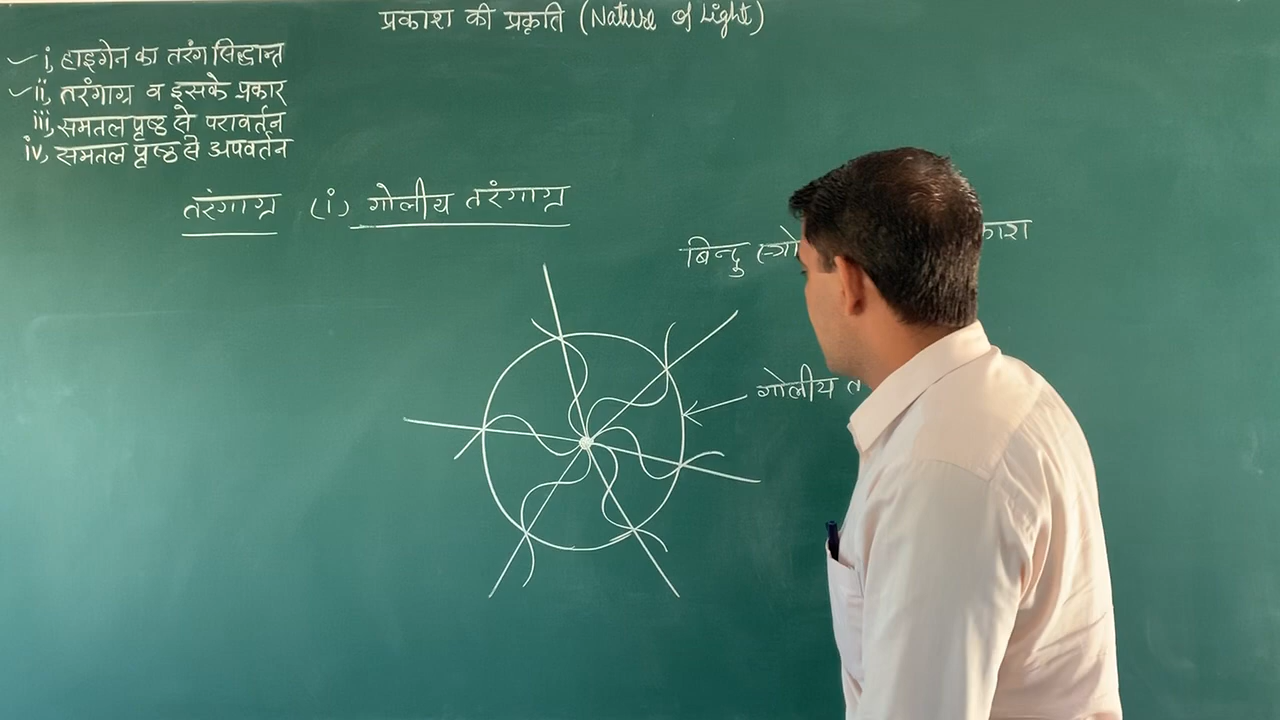 प्रकाश की प्रकृति (Nature of Light)
i, हाइगेन का तरंग सिद्धान्त
ii, तरंगाग्र व इसके प्रकार
iii, समतल पृष्ठ से परावर्तन
iv, समतल पृष्ठ से अपवर्तन
तरंगाग्र (i) गोलीय तरंगाग्र
बिन्दु
गोलीय